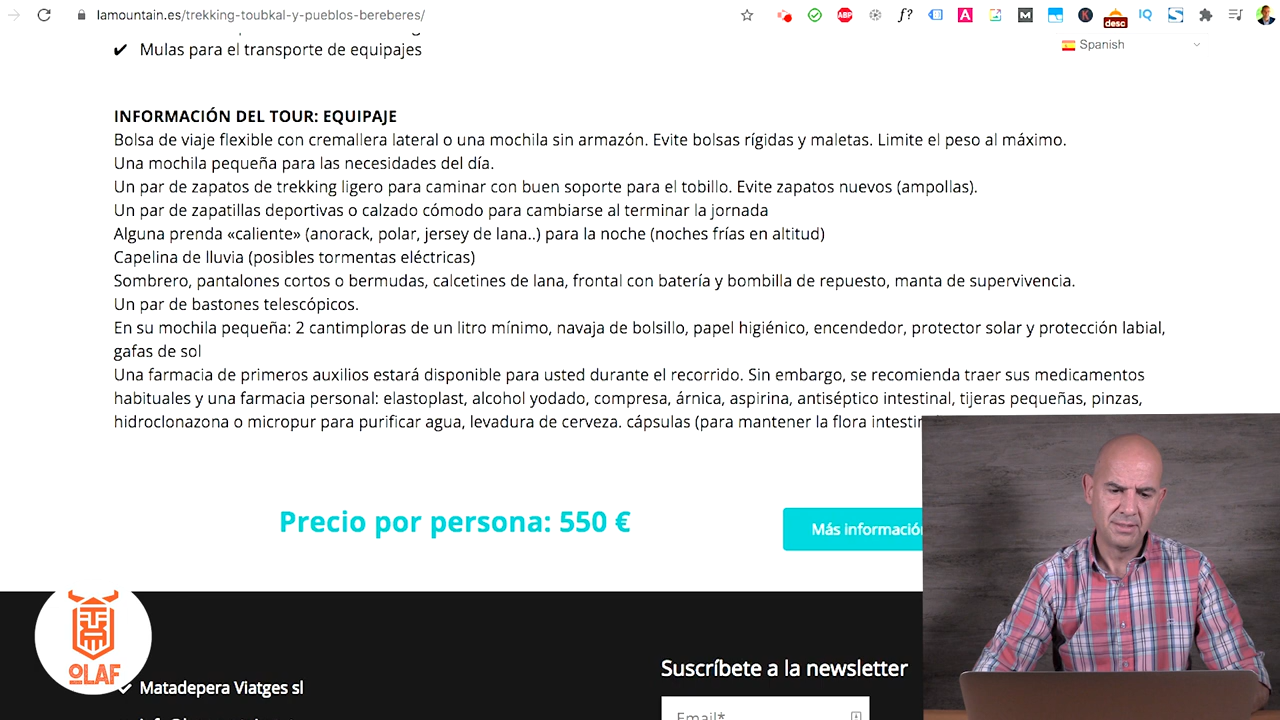 lamountain.es/trekking-toubkal-y-pueblos-bereberes/
ABP
f?
A
M
K
desc
IQ
S
✔ Mulas para el transporte de equipajes
Spanish
INFORMACIÓN DEL TOUR: EQUIPAJE
Bolsa de viaje flexible con cremallera lateral o una mochila sin armazón. Evite bolsas rígidas y maletas. Limite el peso al máximo.
Una mochila pequeña para las necesidades del día.
Un par de zapatos de trekking ligero para caminar con buen soporte para el tobillo. Evite zapatos nuevos (ampollas).
Un par de zapatillas deportivas o calzado cómodo para cambiarse al terminar la jornada
Alguna prenda «caliente» (anorack, polar, jersey de lana..) para la noche (noches frías en altitud)
Capelina de lluvia (posibles tormentas eléctricas)
Sombrero, pantalones cortos o bermudas, calcetines de lana, frontal con batería y bombilla de repuesto, manta de supervivencia.
Un par de bastones telescópicos.
En su mochila pequeña: 2 cantimploras de un litro mínimo, navaja de bolsillo, papel higiénico, encendedor, protector solar y protección labial,
gafas de sol
Una farmacia de primeros auxilios estará disponible para usted durante el recorrido. Sin embargo, se recomienda traer sus medicamentos
habituales y una farmacia personal: elastoplast, alcohol yodado, compresa, árnica, aspirina, antiséptico intestinal, tijeras pequeñas, pinzas,
hidroclonazona o micropur para purificar agua, levadura de cerveza. cápsulas (para mantener la flora
Precio por persona: 550 €
Más información
OLAF
Suscríbete a la newsletter
Matadepera Viatges sl
Email*